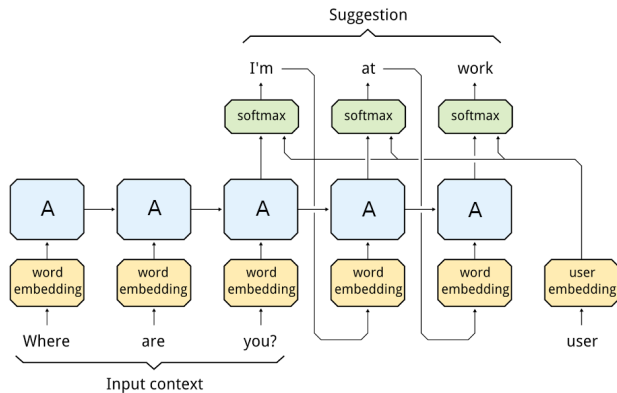 Suggestion
I'm at work
softmax softmax softmax
A A A A A
word embedding
word embedding
word embedding
word embedding
word embedding
user embedding
Where are you? user
Input context